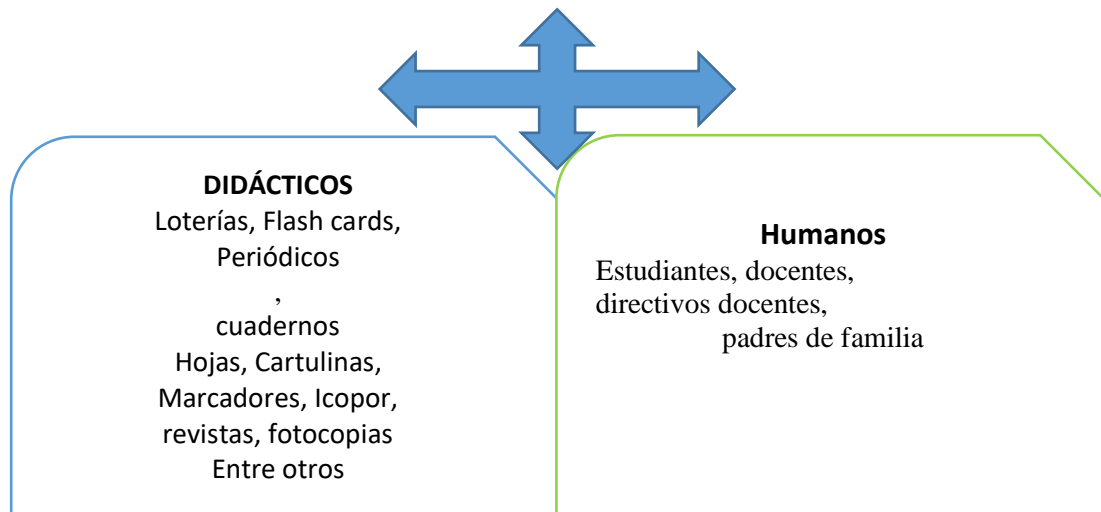 DIDÁCTICOS
Loterías, Flash cards,
Periódicos
,
cuadernos
Hojas, Cartulinas,
Marcadores, Icopor,
revistas, fotocopias
Entre otros
Humanos
Estudiantes, docentes,
directivos docentes,
padres de familia